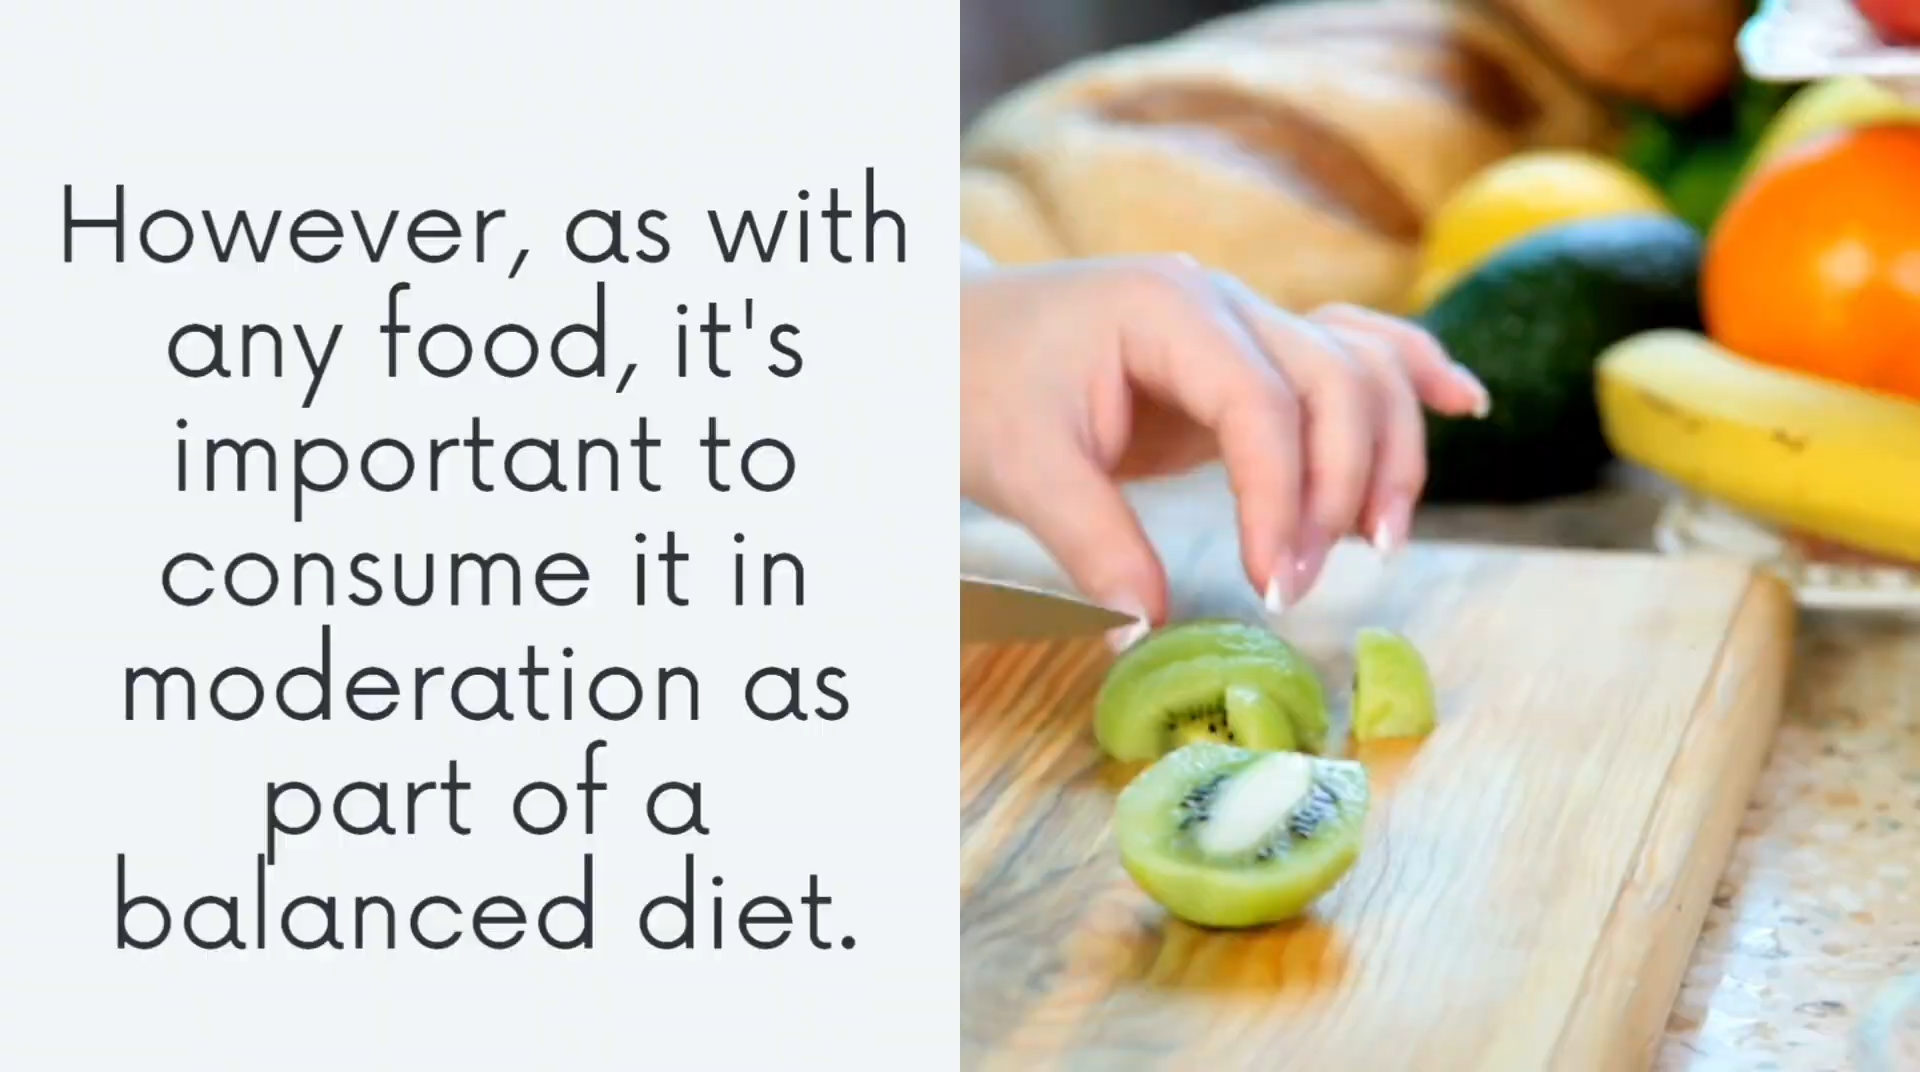 However, as with
any food, it's
important to
consume it in
moderation as
part of a
balanced diet.